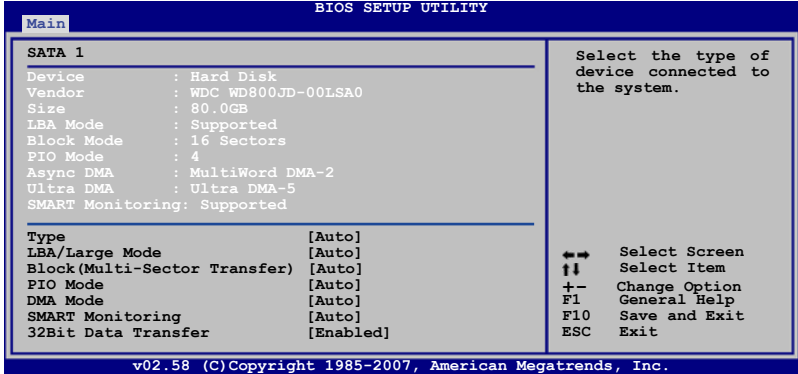 BIOS SETUP UTILITY
Main
SATA 1
Device : Hard Disk
Vendor : WDC WD800JD-00LSA0
Size : 80.0GB
LBA Mode : Supported
Block Mode : 16 Sectors
PIO Mode : 4
Async DMA : MultiWord DMA-2
Ultra DMA : Ultra DMA-5
SMART Monitoring: Supported
Type [Auto]
LBA/Large Mode [Auto]
Block(Multi-Sector Transfer) [Auto]
PIO Mode [Auto]
DMA Mode [Auto]
SMART Monitoring [Auto]
32Bit Data Transfer [Enabled]
Select the type of
device connected to
the system.
←→ Select Screen
↑↓ Select Item
+- Change Option
F1 General Help
F10 Save and Exit
ESC Exit
v02.58 (C)Copyright 1985-2007, American Megatrends, Inc.